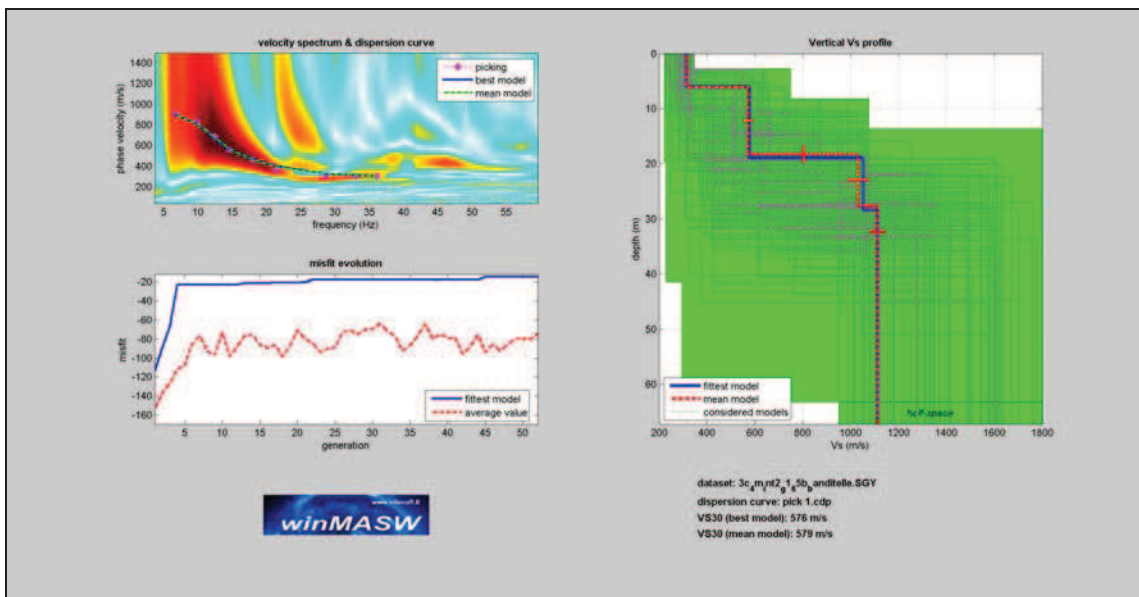 velocity spectrum & dispersion curve
1400
1200
1000
800
600
400
200
phase velocity (m/s)
picking
best model
mean model
5 10 15 20 25 30 35 40 45 50 55
frequency (Hz)
misfit evolution
-20
-40
-60
-80
-100
-120
-140
-160
misfit
fittest model
average value
5 10 15 20 25 30 35 40 45 50
generation
www.winsoft.it
winMASW
Vertical Vs profile
0
10
20
30
40
50
60
depth (m)
fittest model
mean model
considered models
200 400 600 800 1000 1200 1400 1600 1800
Vs (m/s)
dataset: 3c4mint2g1s5bbanditelle.SGY
dispersion curve: pick 1.cdp
VS30 (best model): 576 m/s
VS30 (mean model): 579 m/s